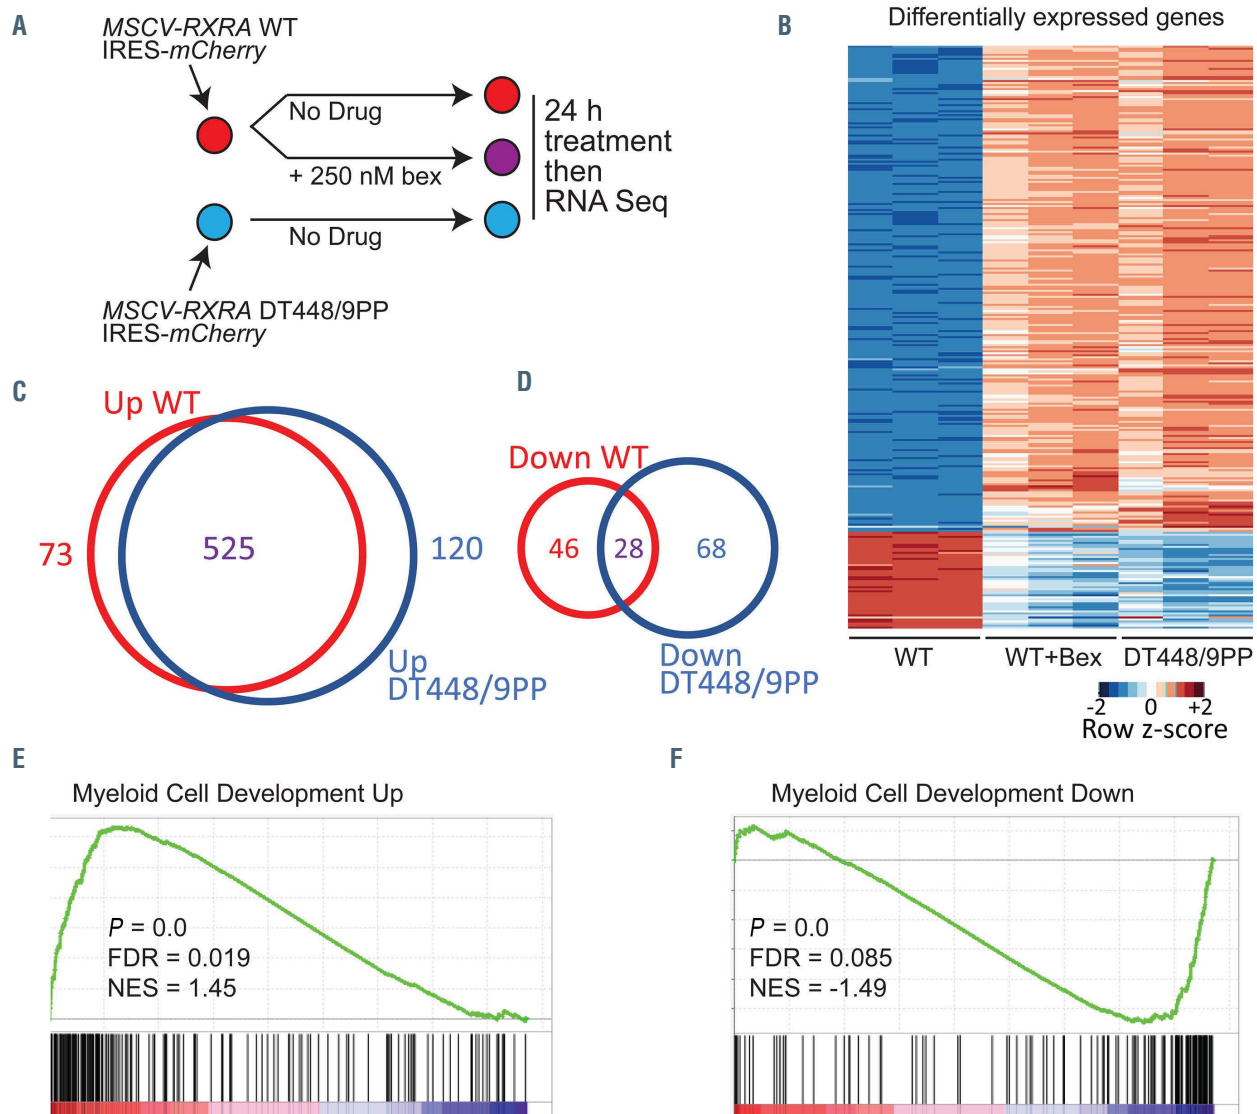 A
MSCV-RXRA WT
IRES-mCherry
No Drug
+ 250 nM bex
No Drug
24 h
treatment
then
RNA Seq
MSCV-RXRA DT448/9PP
IRES-mCherry
B
Differentially expressed genes
WT
WT+Bex
DT448/9PP
-2
0
+2
Row z-score
C
Up WT
73
525
120
Up
DT448/9PP
D
Down WT
46
28
68
Down
DT448/9PP
E
Myeloid Cell Development Up
P = 0.0
FDR = 0.019
NES = 1.45
F
Myeloid Cell Development Down
P = 0.0
FDR = 0.085
NES = -1.49